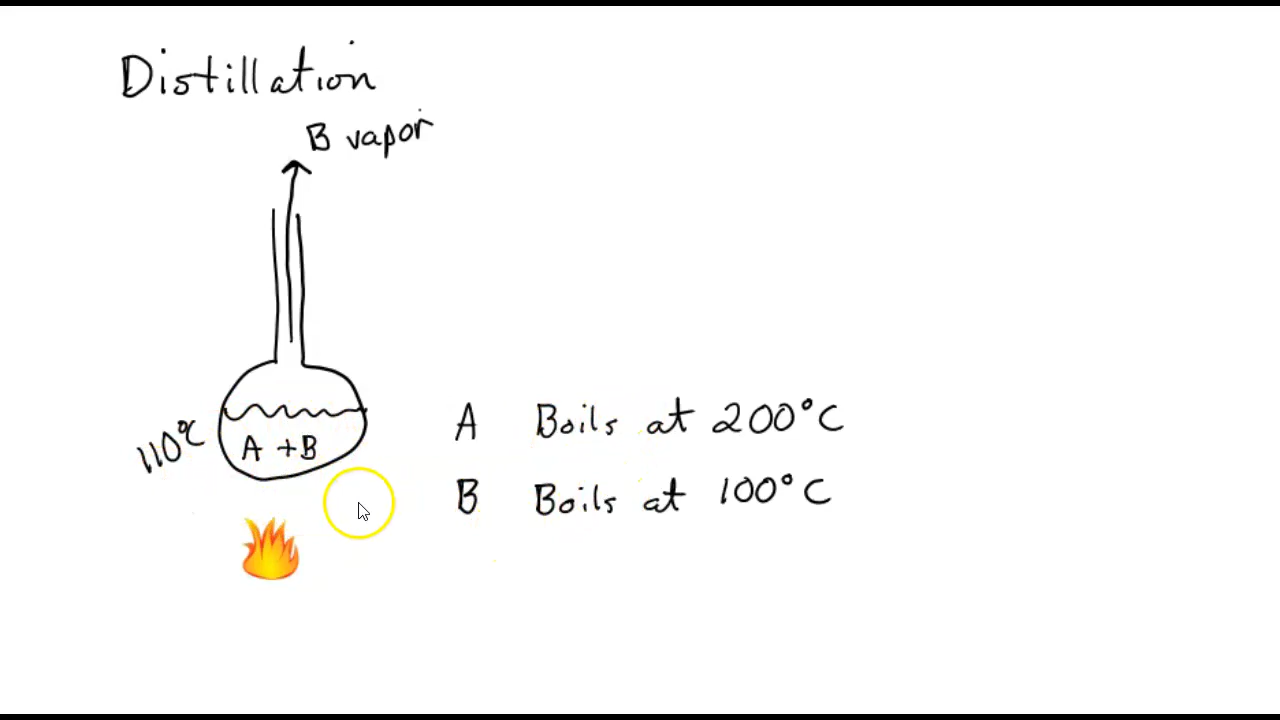 Distillation
B vapor
110°C
A + B
A Boils at 200°C
B Boils at 100°C